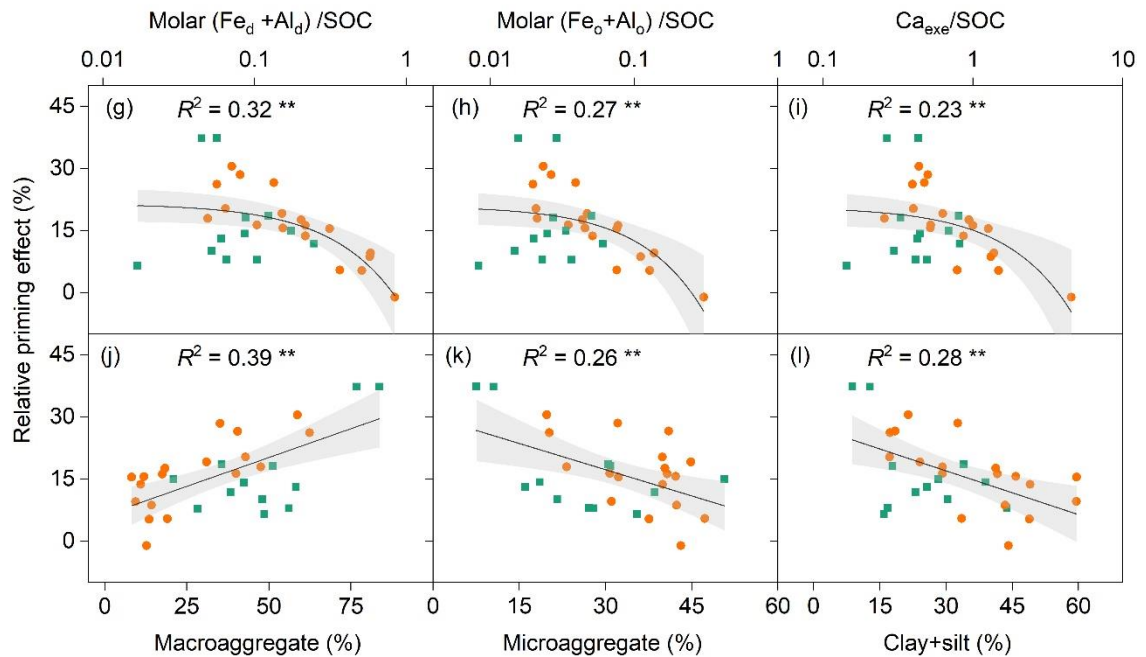 Molar (Fed +Ald) /SOC
Molar (Feo+Alo) /SOC
Caexe/SOC
0.01 0.1 1
0.01 0.1 1
0.1 1 10
(g) R2 = 0.32 **
(h) R2 = 0.27 **
(i) R2 = 0.23 **
45
30
15
0
Relative priming effect (%)
(j) R2 = 0.39 **
(k) R2 = 0.26 **
(l) R2 = 0.28 **
45
30
15
0
0 25 50 75
0 15 30 45 60
0 15 30 45 60
Macroaggregate (%)
Microaggregate (%)
Clay+silt (%)